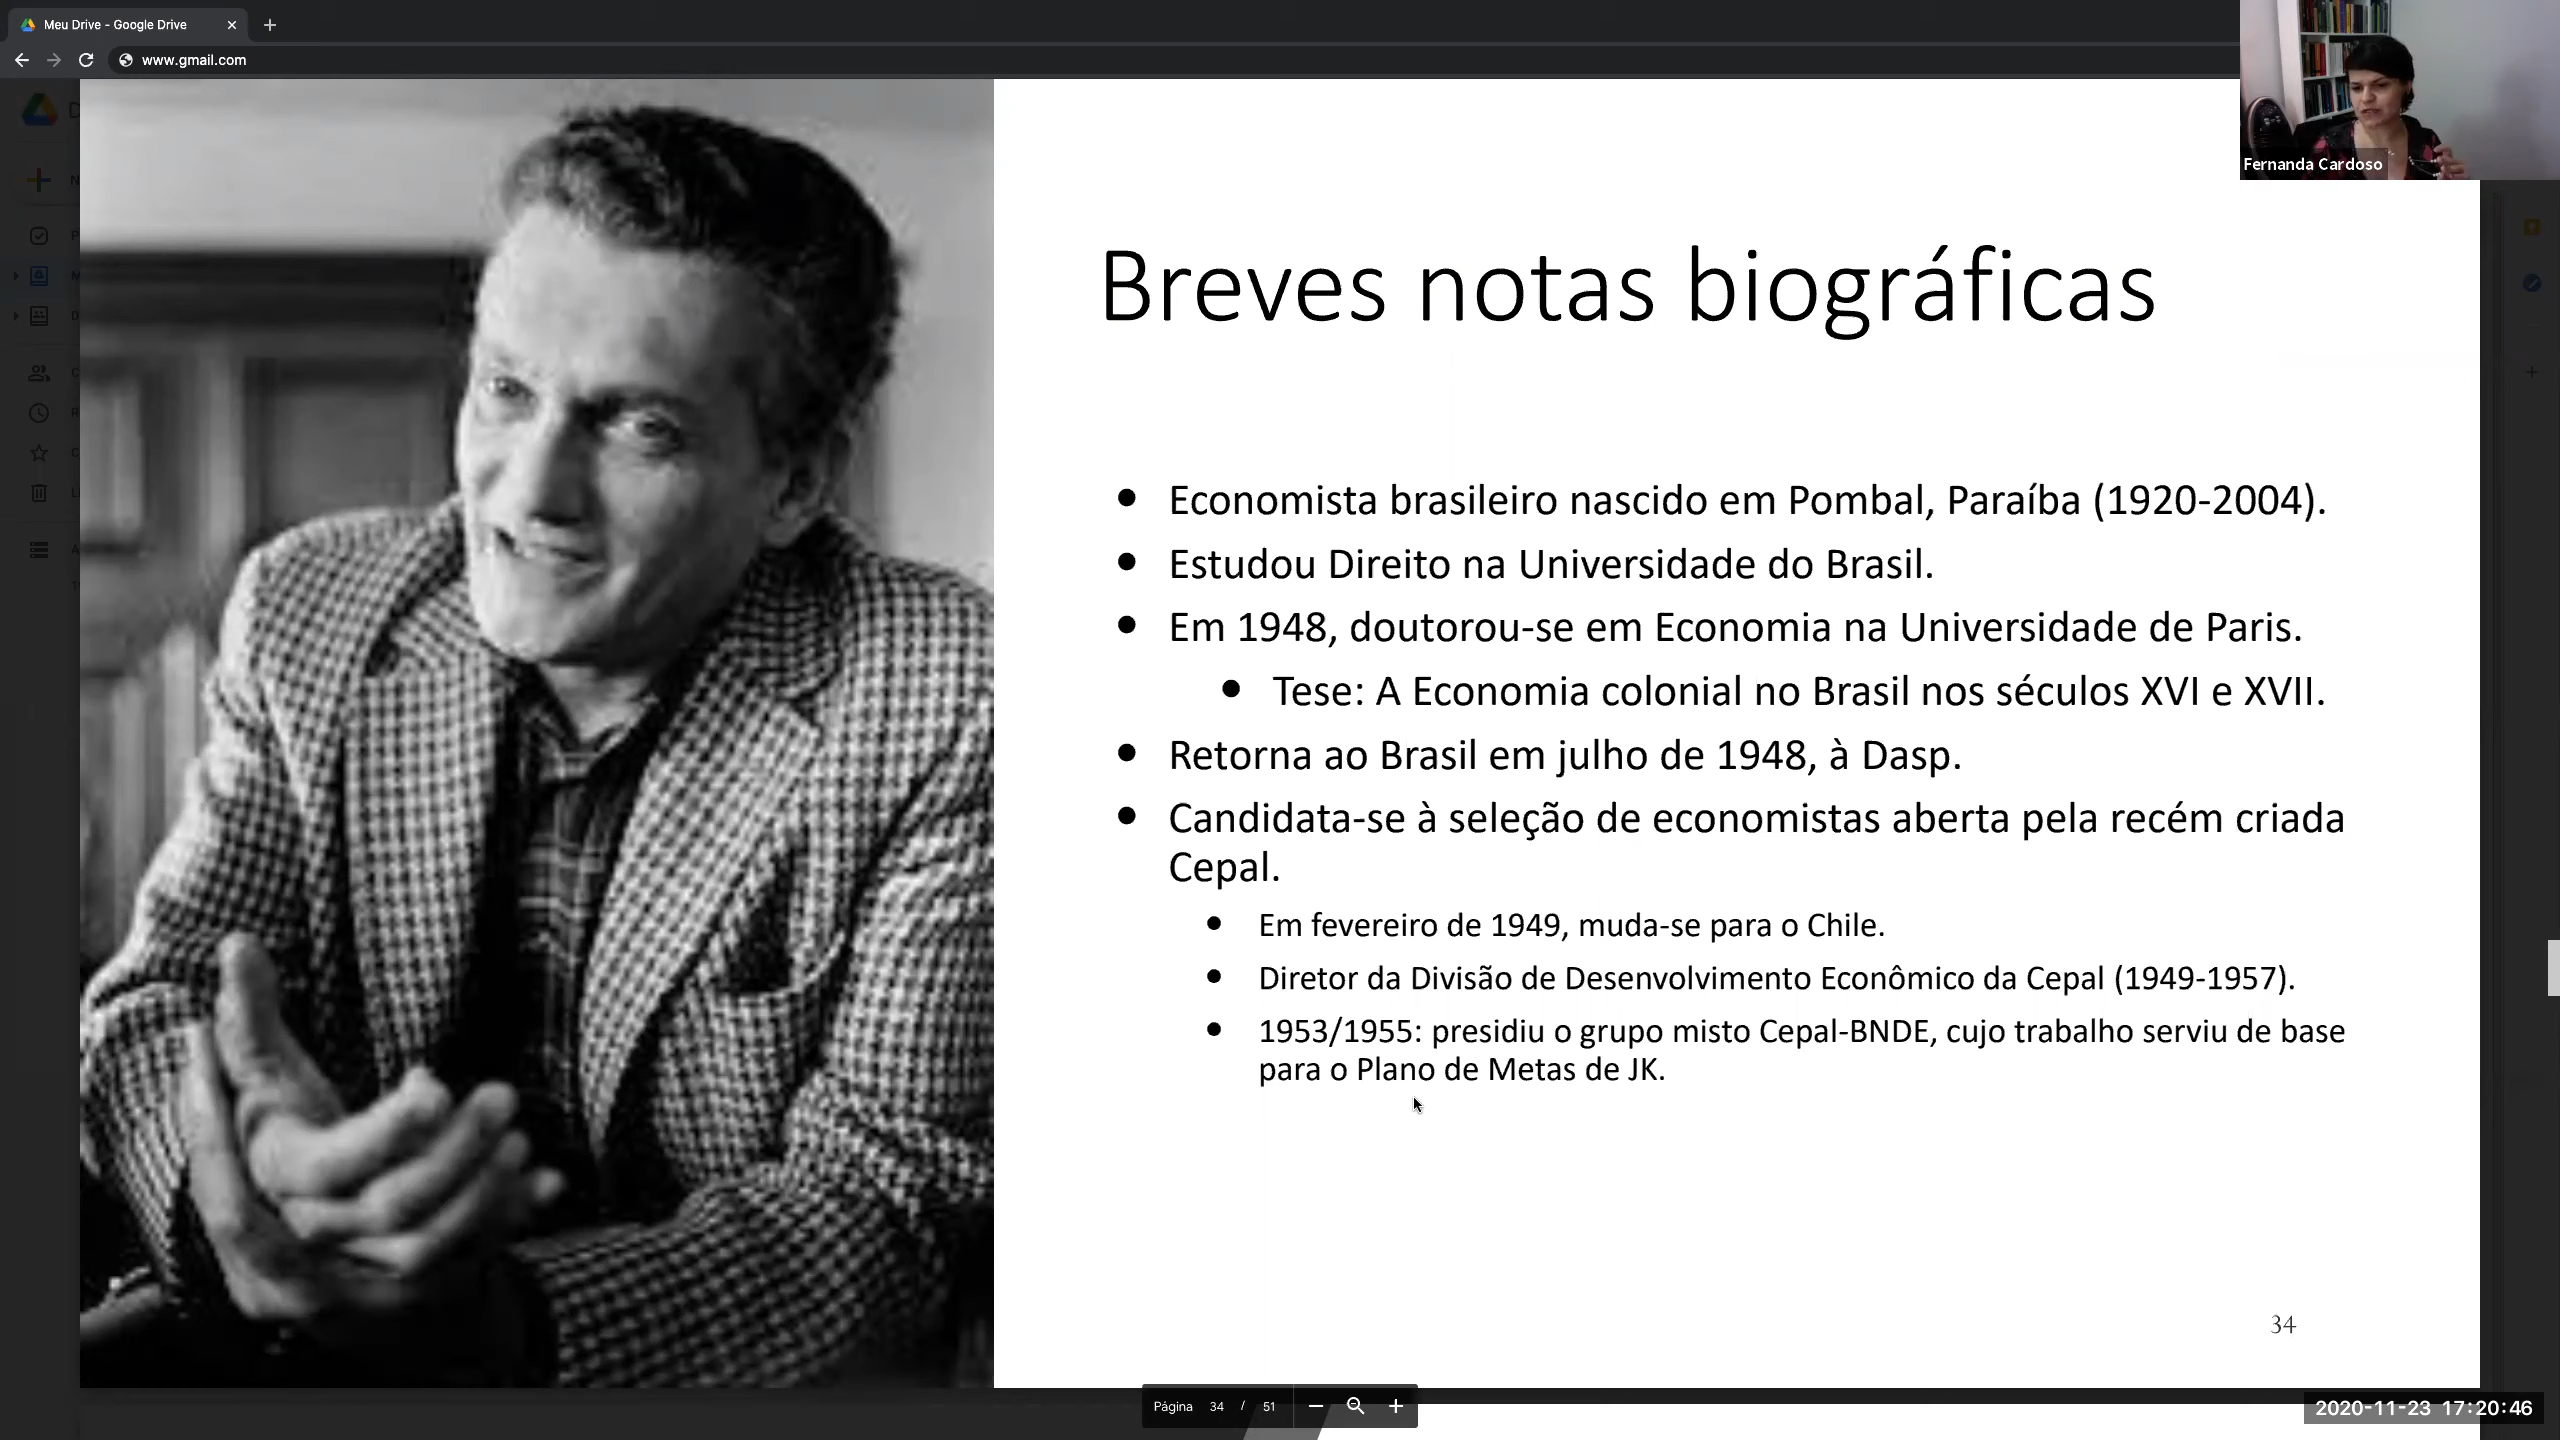 Meu Drive - Google Drive
www.gmail.com
Fernanda Cardoso
Breves notas biográficas
• Economista brasileiro nascido em Pombal, Paraíba (1920-2004).
• Estudou Direito na Universidade do Brasil.
• Em 1948, doutorou-se em Economia na Universidade de Paris.
• Tese: A Economia colonial no Brasil nos séculos XVI e XVII.
• Retorna ao Brasil em julho de 1948, à Dasp.
• Candidata-se à seleção de economistas aberta pela recém criada
Cepal.
• Em fevereiro de 1949, muda-se para o Chile.
• Diretor da Divisão de Desenvolvimento Econômico da Cepal (1949-1957).
• 1953/1955: presidiu o grupo misto Cepal-BNDE, cujo trabalho serviu de base
para o Plano de Metas de JK.
34
Página 34 / 51
2020-11-23 17:20:46